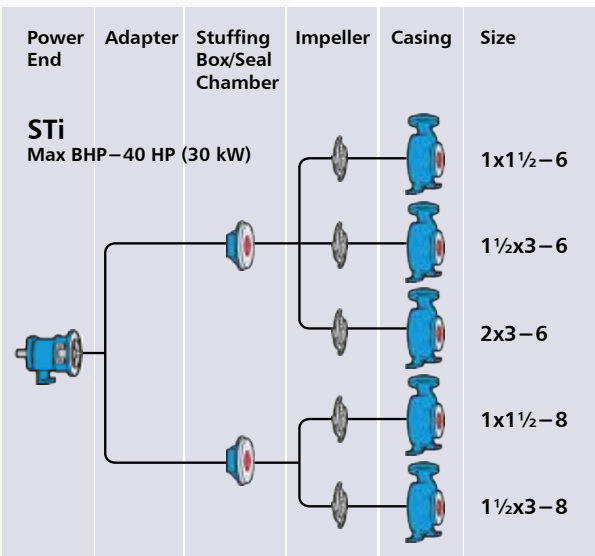 Power End
Adapter
Stuffing Box/Seal Chamber
Impeller
Casing
Size
STi
Max BHP–40 HP (30 kW)
1x1½–6
1½x3–6
2x3–6
1x1½–8
1½x3–8